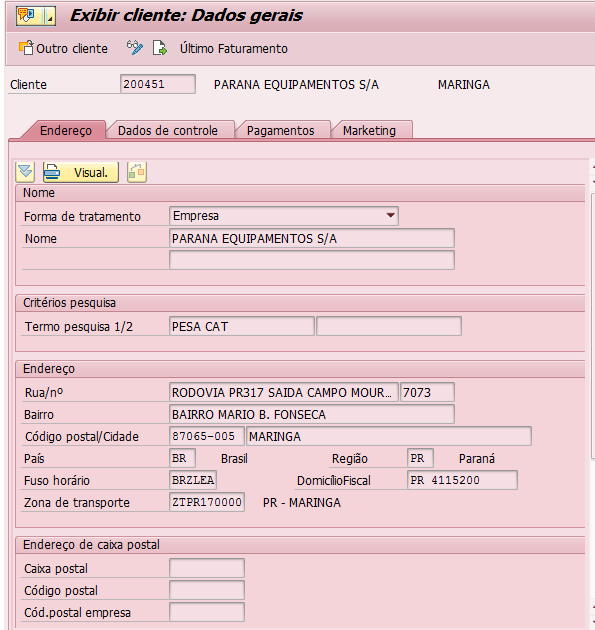 Exibir cliente: Dados gerais
Outro cliente Último Faturamento
Cliente 200451 PARANA EQUIPAMENTOS S/A MARINGA
Endereço Dados de controle Pagamentos Marketing
Visual.
Nome
Forma de tratamento Empresa
Nome PARANA EQUIPAMENTOS S/A
Critérios pesquisa
Termo pesquisa 1/2 PESA CAT
Endereço
Rua/nº RODOVIA PR317 SAIDA CAMPO MOUR... 7073
Bairro BAIRRO MARIO B. FONSECA
Código postal/Cidade 87065-005 MARINGA
País BR Brasil Região PR Paraná
Fuso horário BRZLEA DomicílioFiscal PR 4115200
Zona de transporte ZTPR170000 PR - MARINGA
Endereço de caixa postal
Caixa postal
Código postal
Cód.postal empresa